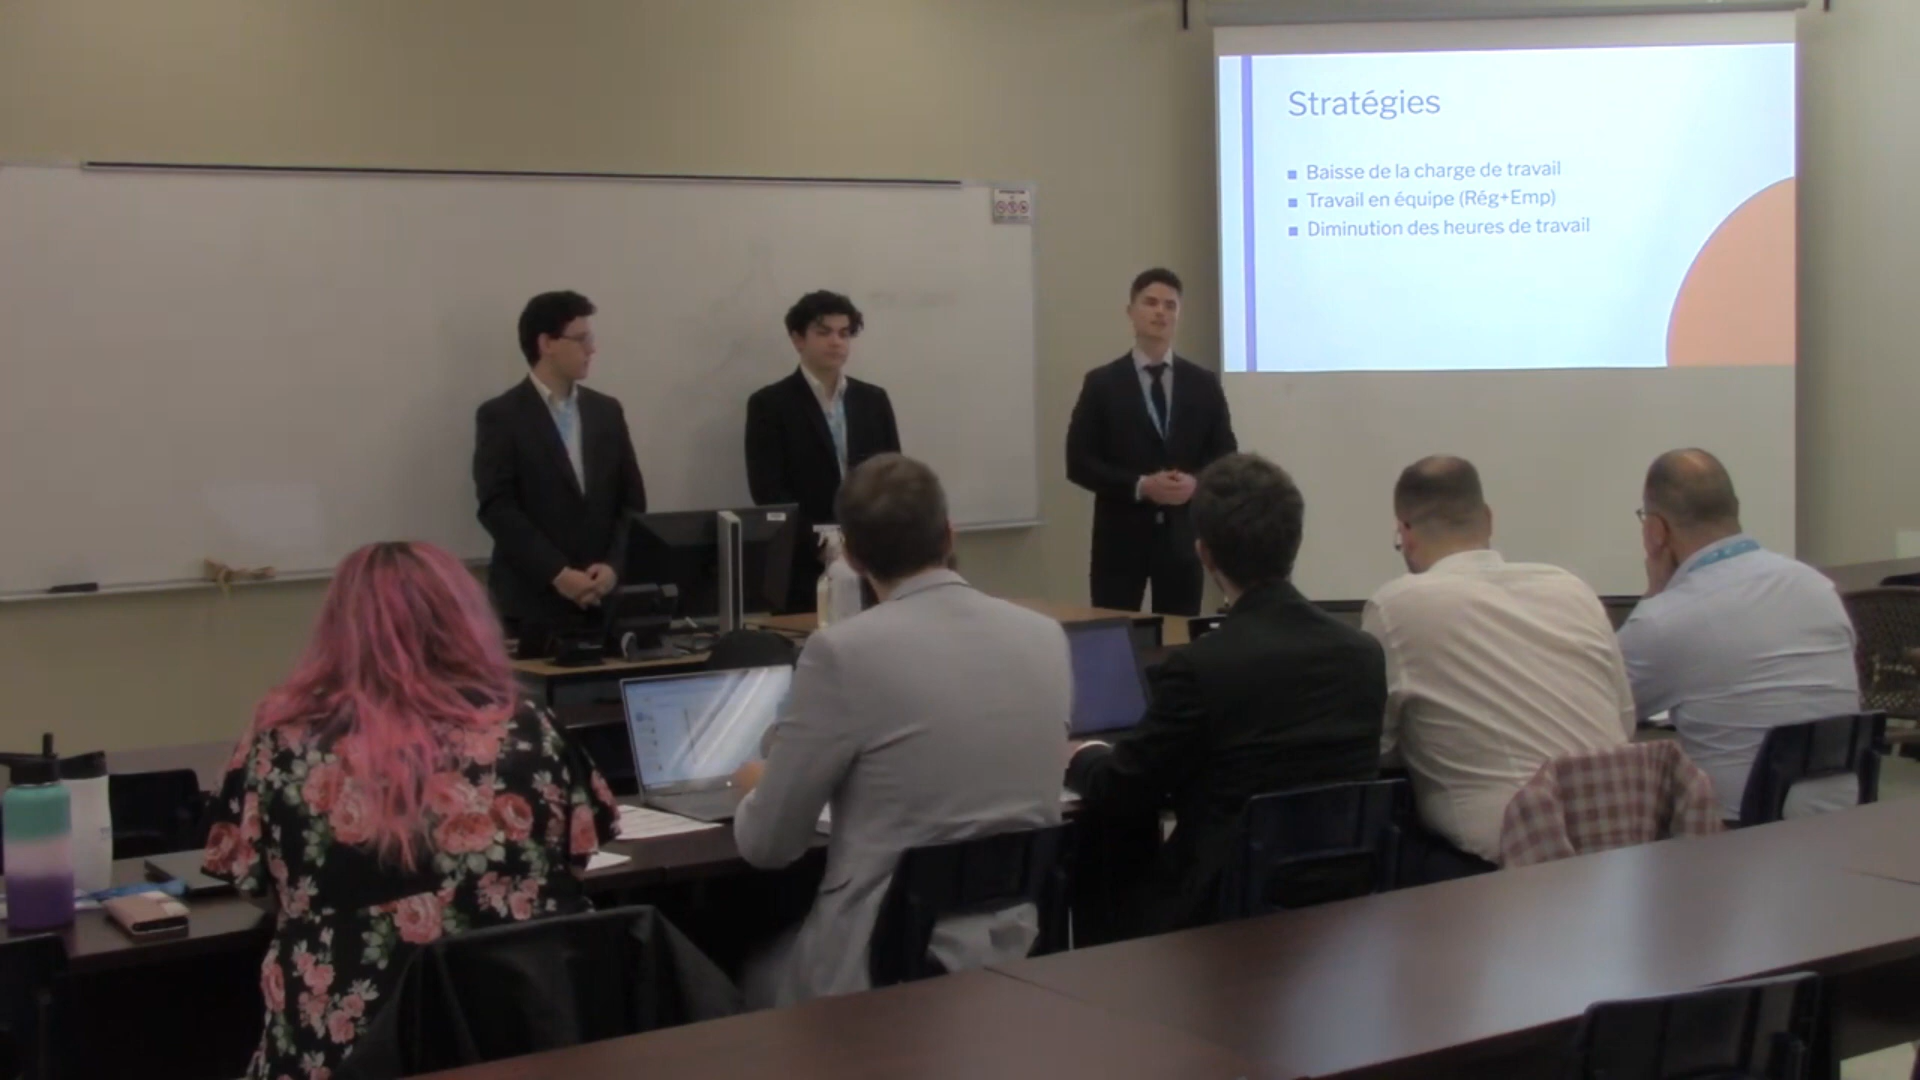 Stratégies
Baisse de la charge de travail
Travail en équipe (Rég+Emp)
Diminution des heures de travail